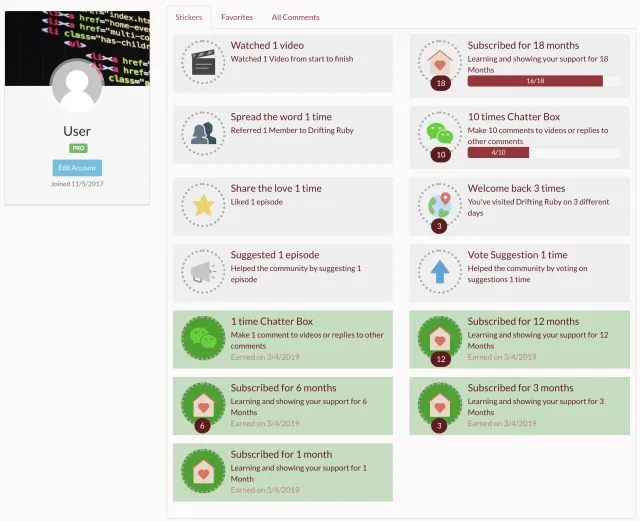 index.ht
<li><a href="home-eve
multi-co
<li class="has-childr
<ul>
<li><a href="
<li><a href=
class="
User
PRO
Edit Account
Joined 11/5/2017
Stickers Favorites All Comments
Watched 1 video
Watched 1 Video from start to finish
Subscribed for 18 months
Learning and showing your support for 18
Months
16/18
18
Spread the word 1 time
Referred 1 Member to Drifting Ruby
10 times Chatter Box
Make 10 comments to videos or replies to
other comments
4/10
10
Share the love 1 time
Liked 1 episode
Welcome back 3 times
You've visited Drifting Ruby on 3 different
days
3
Suggested 1 episode
Helped the community by suggesting 1
episode
Vote Suggestion 1 time
Helped the community by voting on
suggestions 1 time
1 time Chatter Box
Make 1 comment to videos or replies to other
comments
Earned on 3/4/2019
Subscribed for 12 months
Learning and showing your support for 12
Months
Earned on 3/4/2019
12
Subscribed for 6 months
Learning and showing your support for 6
Months
Earned on 3/4/2019
6
Subscribed for 3 months
Learning and showing your support for 3
Months
Earned on 3/4/2019
3
Subscribed for 1 month
Learning and showing your support for 1
Month
Earned on 3/4/2019